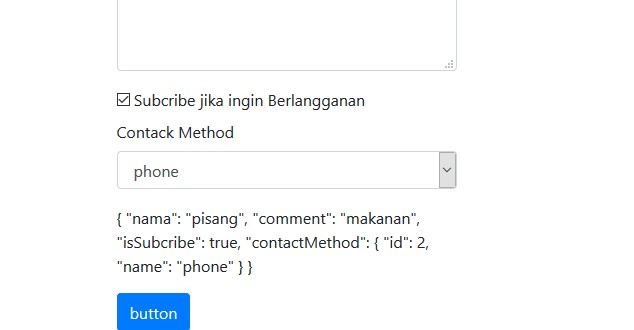 Subcribe jika ingin Berlangganan
Contack Method
phone
{ "nama": "pisang", "comment": "makanan",
"isSubcribe": true, "contactMethod": { "id": 2,
"name": "phone" } }
button